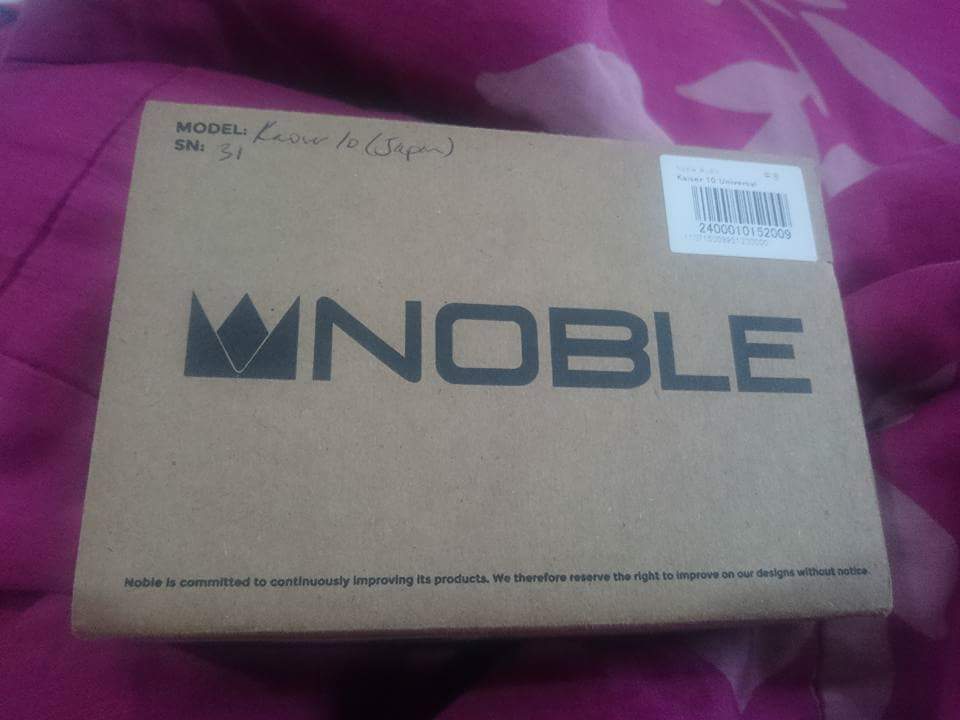 MODEL: Kaiser 10 (Japan)
SN: 31
Kaiser 10 Universal
2400010152009
NOBLE
Noble is committed to continuously improving its products. We therefore reserve the right to improve on our designs without notice.